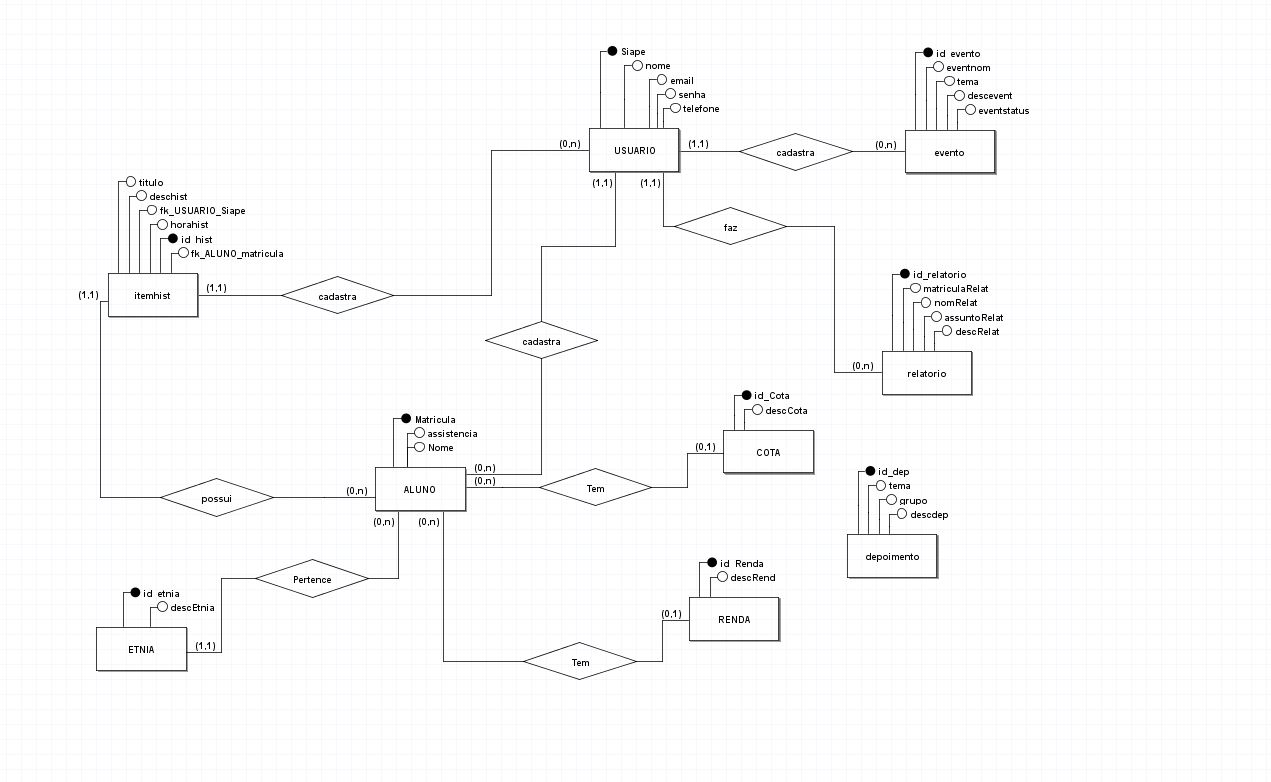 Siape
nome
email
senha
telefone
USUARIO
(0,n)
(1,1)
(1,1)
(1,1)
cadastra
(0,n)
id_evento
eventnom
tema
descevent
eventstatus
evento
titulo
deschist
fk_USUARIO_Siape
horahist
id_hist
fk_ALUNO_matricula
itemhist
(1,1)
(1,1)
cadastra
faz
cadastra
id_relatorio
matriculaRelat
nomRelat
assuntoRelat
descRelat
relatorio
(0,n)
Matricula
assistencia
Nome
ALUNO
(0,n)
(0,n)
(0,n)
(0,n)
(0,n)
possui
Tem
id_Cota
descCota
COTA
(0,1)
id_dep
tema
grupo
descdep
depoimento
Pertence
id_etnia
descEtnia
ETNIA
(1,1)
id_Renda
descRend
RENDA
(0,1)
Tem